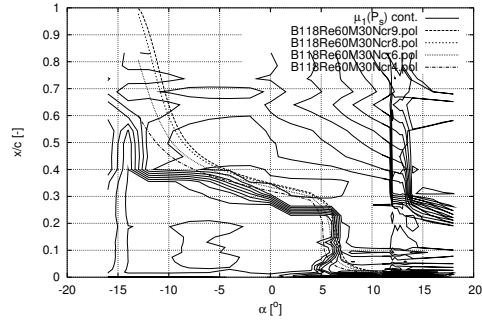 μ1(Ps) cont.
B118Re60M30Ncr9.pol
B118Re60M30Ncr8.pol
B118Re60M30Ncr6.pol
B118Re60M30Ncr4.pol
x/c [-]
1
0.9
0.8
0.7
0.6
0.5
0.4
0.3
0.2
0.1
0
-20 -15 -10 -5 0 5 10 15 20
α [°]